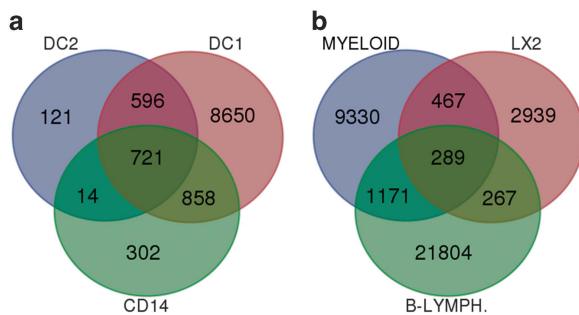 a
DC2 DC1
121 596 8650
721
14 858
302
CD14
b
MYELOID LX2
9330 467 2939
289
1171 267
21804
B-LYMPH.